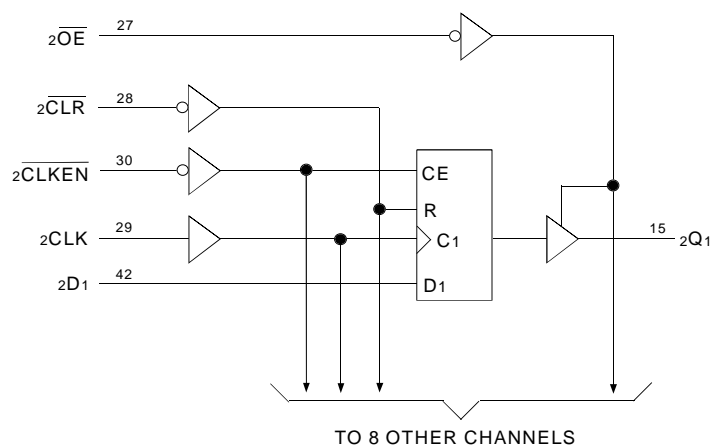 27
2OE
28
2CLR
30
2CLKEN
CE
R
29
2CLK
C1
15
2Q1
42
2D1
D1
TO 8 OTHER CHANNELS